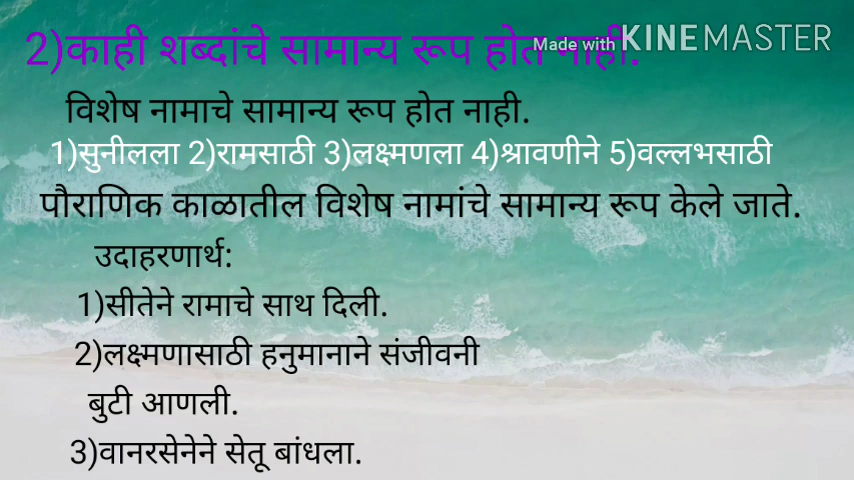 2)काही शब्दांचे सामान्य रूप होत नाही.
Made with KINEMASTER
विशेष नामाचे सामान्य रूप होत नाही.
1)सुनीलला 2)रामसाठी 3)लक्ष्मणला 4)श्रावणीने 5)वल्लभसाठी
पौराणिक काळातील विशेष नामांचे सामान्य रूप केले जाते.
उदाहरणार्थ:
1)सीतेने रामाचे साथ दिली.
2)लक्ष्मणासाठी हनुमानाने संजीवनी
बुटी आणली.
3)वानरसेनेने सेतू बांधला.